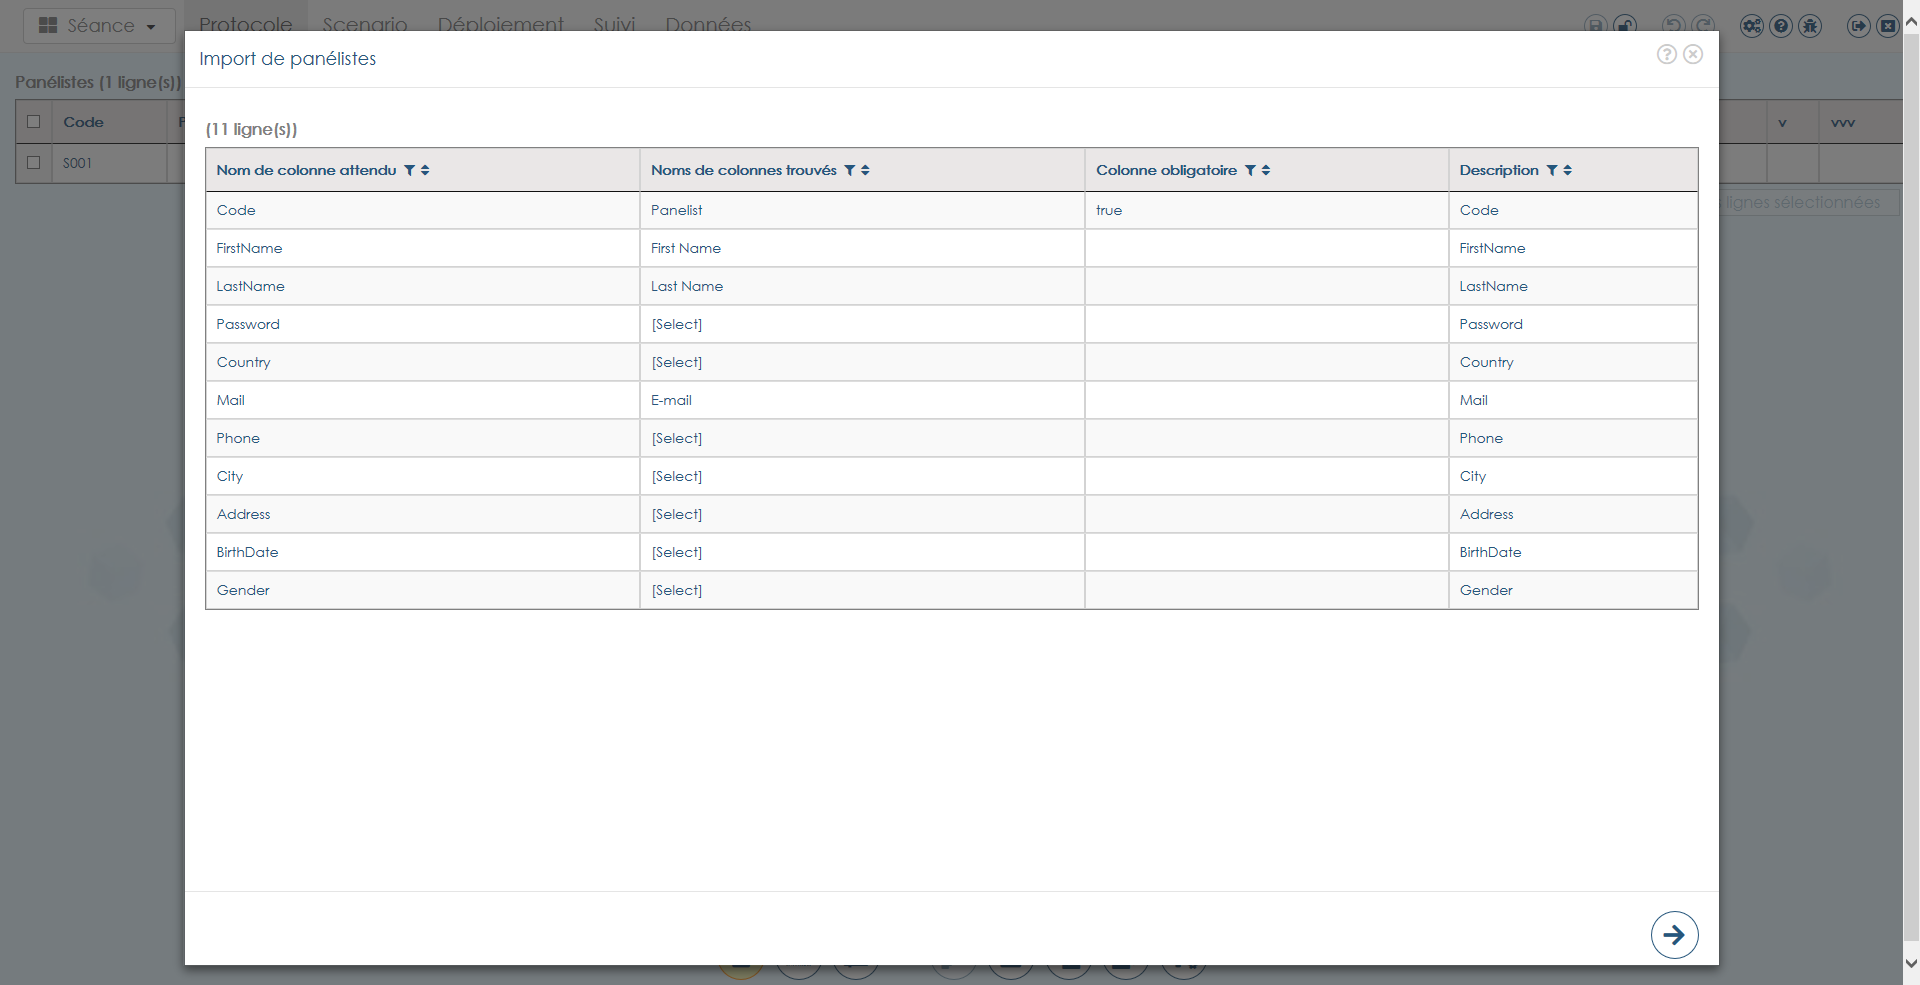 Séance Protocole Scenario Déploiement Suivi Données
Import de panélistes
Panélistes (1 ligne(s))
Code v vvv
S001
lignes sélectionnées
(11 ligne(s))
Nom de colonne attendu Noms de colonnes trouvés Colonne obligatoire Description
Code Panelist true Code
FirstName First Name FirstName
LastName Last Name LastName
Password [Select] Password
Country [Select] Country
Mail E-mail Mail
Phone [Select] Phone
City [Select] City
Address [Select] Address
BirthDate [Select] BirthDate
Gender [Select] Gender